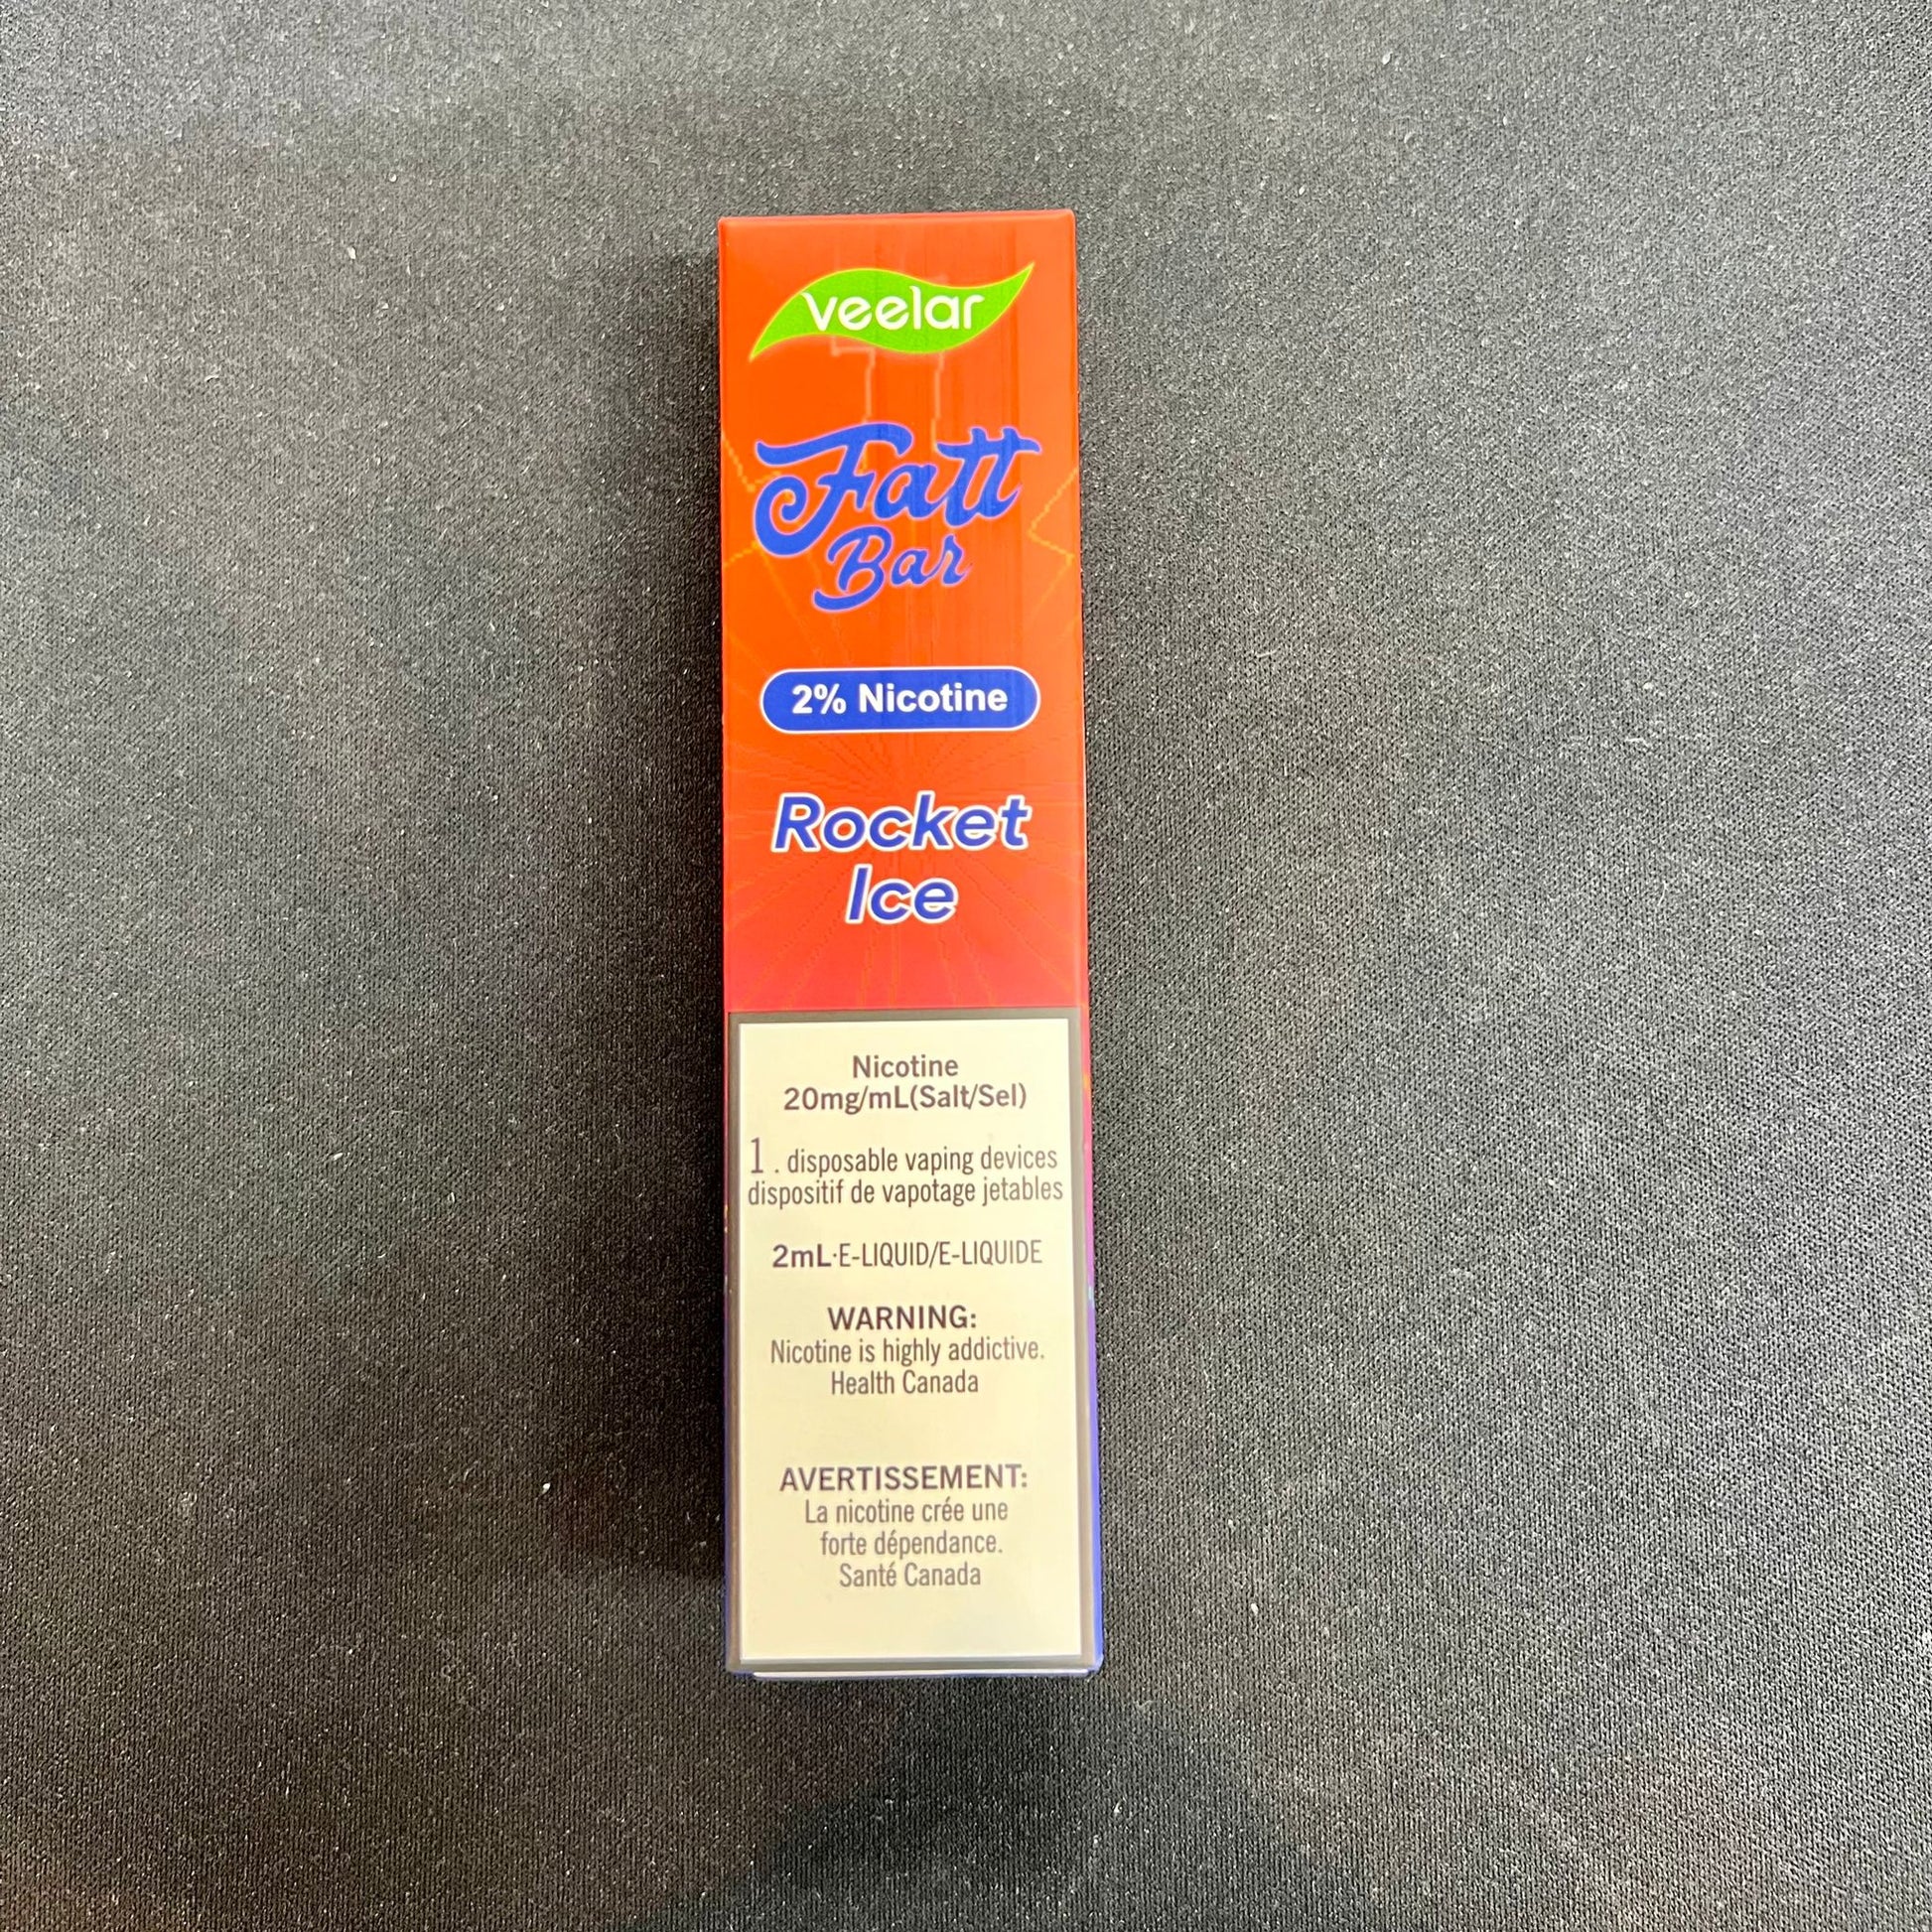 veelar
Fatt
Bar
2% Nicotine
Rocket
Ice
Nicotine
20mg/mL(Salt/Sel)
1 . disposable vaping devices
dispositif de vapotage jetables
2mL·E-LIQUID/E-LIQUIDE
WARNING:
Nicotine is highly addictive.
Health Canada
AVERTISSEMENT:
La nicotine crée une
forte dépendance.
Santé Canada